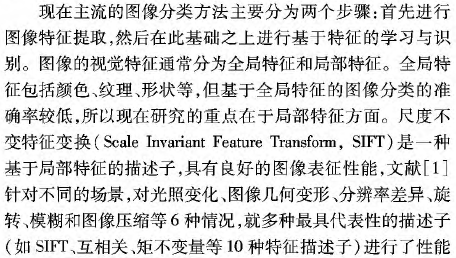 现在主流的图像分类方法主要分为两个步骤:首先进行
图像特征提取,然后在此基础之上进行基于特征的学习与识
别。图像的视觉特征通常分为全局特征和局部特征。全局特
征包括颜色、纹理、形状等,但基于全局特征的图像分类的准
确率较低,所以现在研究的重点在于局部特征方面。尺度不
变特征变换(Scale Invariant Feature Transform, SIFT)是一种
基于局部特征的描述子,具有良好的图像表征性能,文献[1]
针对不同的场景,对光照变化、图像几何变形、分辨率差异、旋
转、模糊和图像压缩等6种情况,就多种最具代表性的描述子
(如SIFT、互相关、矩不变量等10种特征描述子)进行了性能